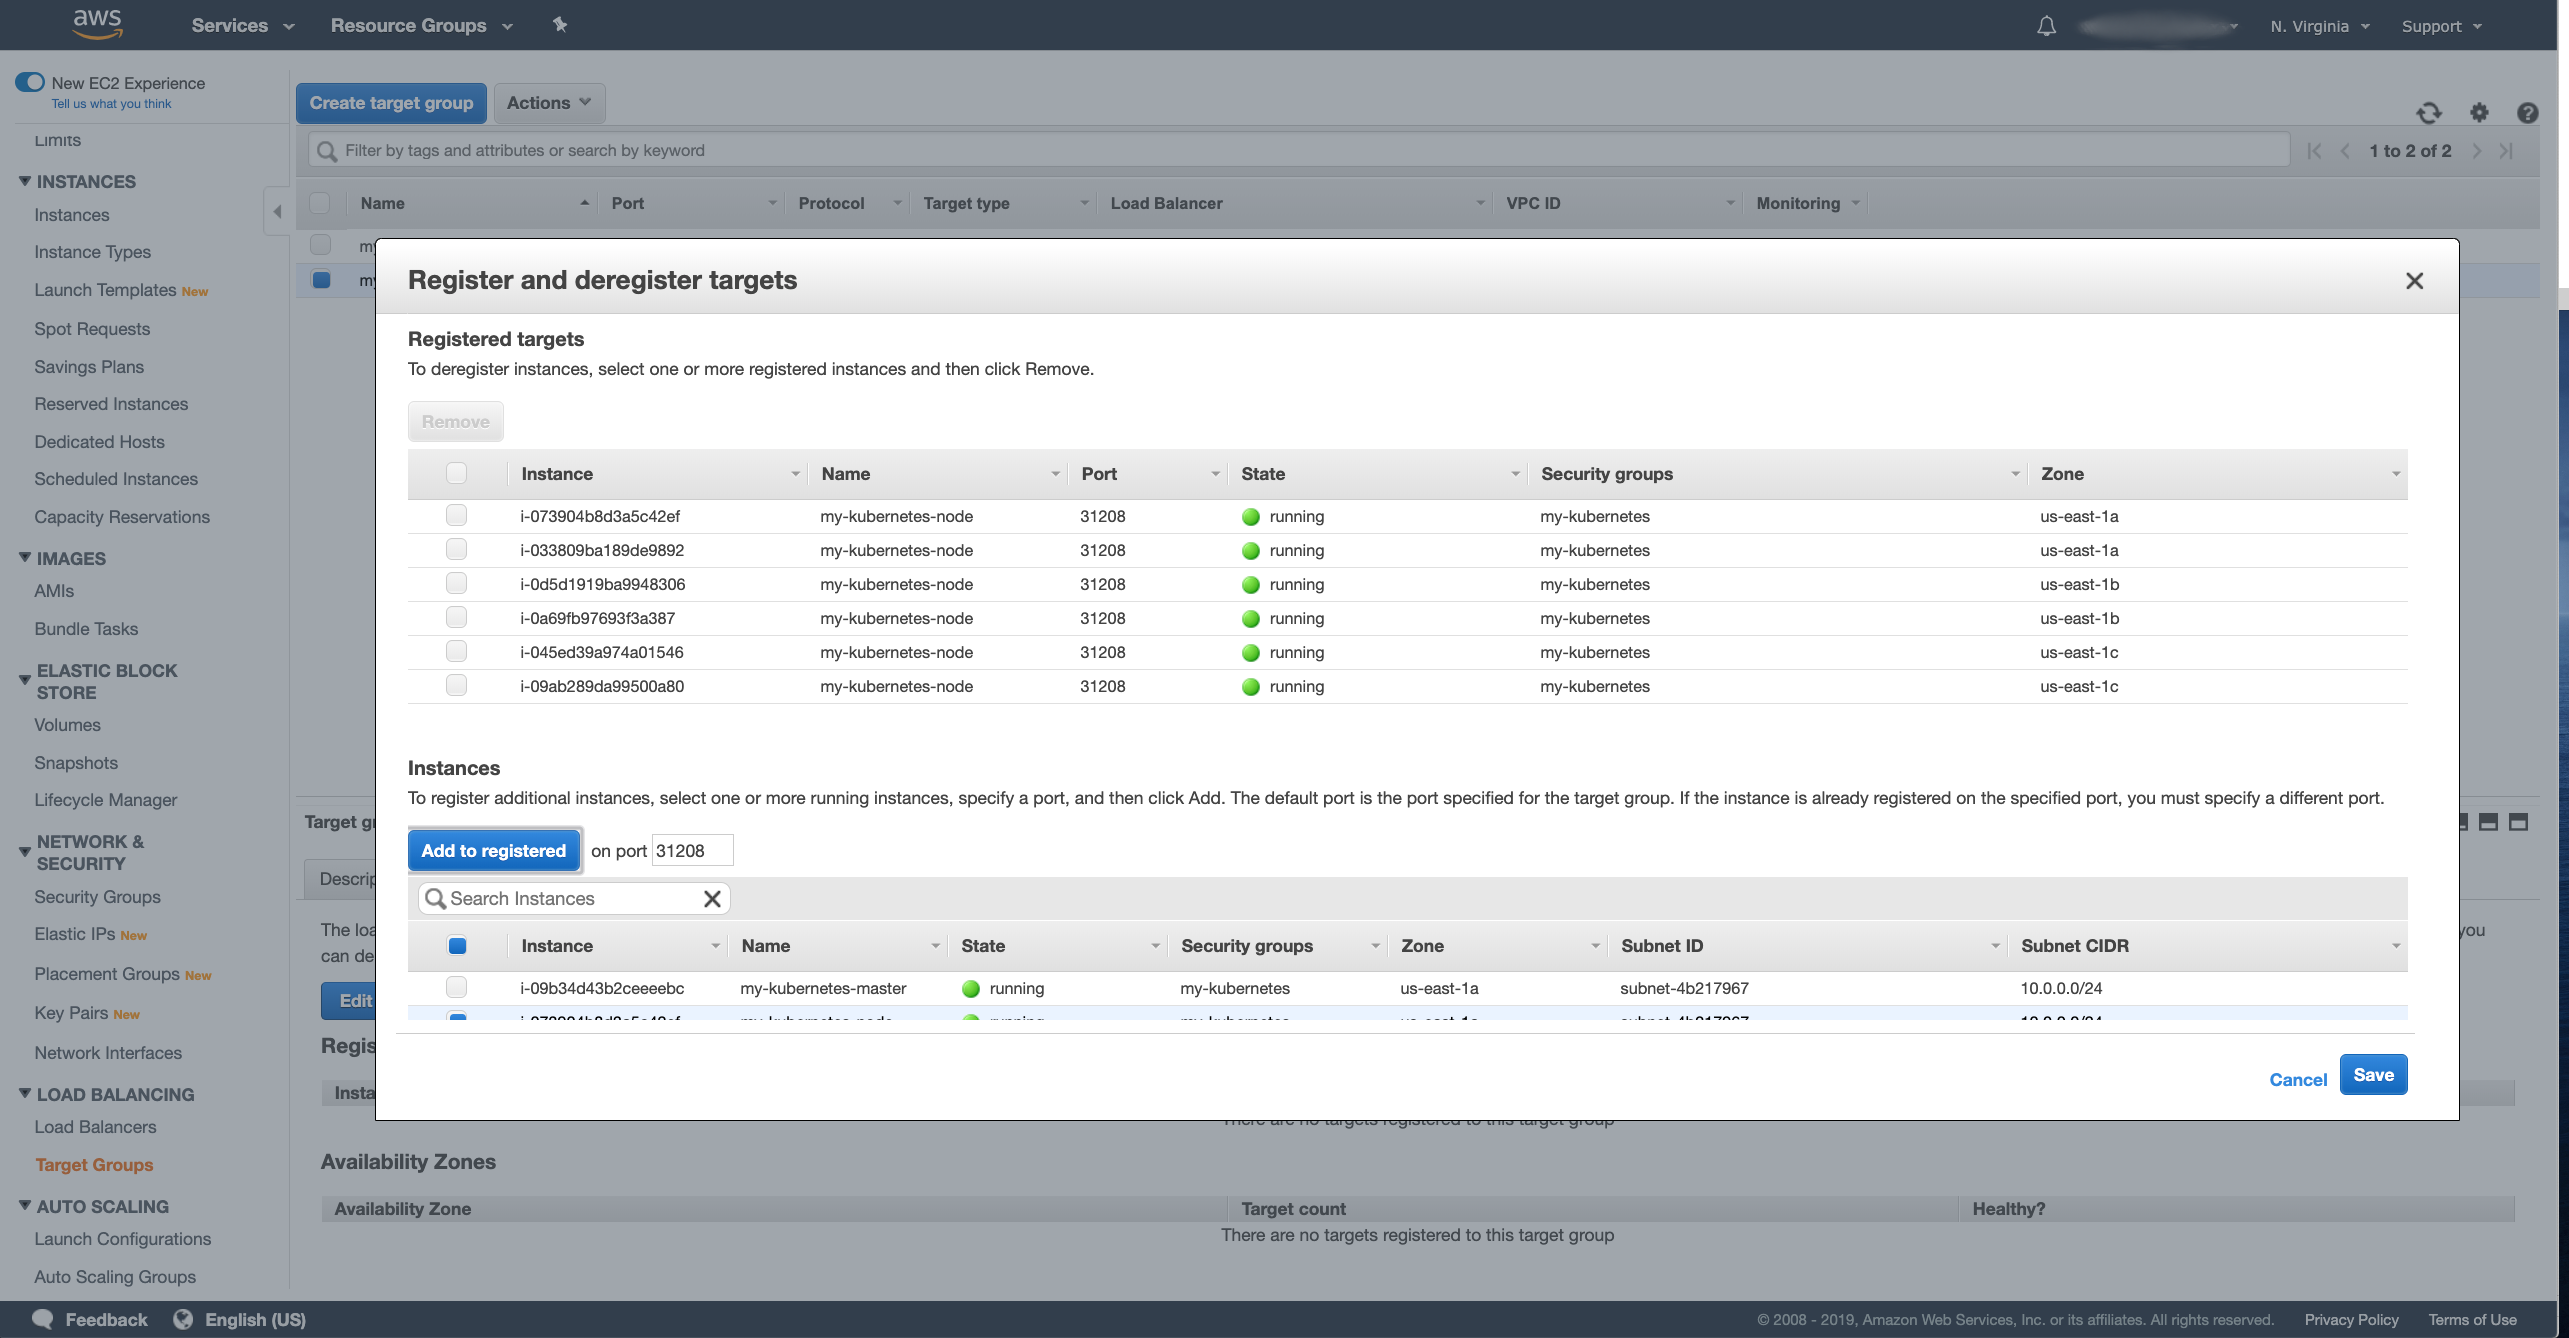 aws Services Resource Groups N. Virginia Support
New EC2 Experience
Tell us what you think
Limits
INSTANCES
Instances
Instance Types
Launch Templates New
Spot Requests
Savings Plans
Reserved Instances
Dedicated Hosts
Scheduled Instances
Capacity Reservations
IMAGES
AMIs
Bundle Tasks
ELASTIC BLOCK
STORE
Volumes
Snapshots
Lifecycle Manager
NETWORK &
SECURITY
Security Groups
Elastic IPs New
Placement Groups New
Key Pairs New
Network Interfaces
LOAD BALANCING
Load Balancers
Target Groups
AUTO SCALING
Launch Configurations
Auto Scaling Groups
Create target group Actions
Filter by tags and attributes or search by keyword 1 to 2 of 2
Name Port Protocol Target type Load Balancer VPC ID Monitoring
Register and deregister targets
Registered targets
To deregister instances, select one or more registered instances and then click Remove.
Remove
Instance Name Port State Security groups Zone
i-073904b8d3a5c42ef my-kubernetes-node 31208 running my-kubernetes us-east-1a
i-033809ba189de9892 my-kubernetes-node 31208 running my-kubernetes us-east-1a
i-0d5d1919ba9948306 my-kubernetes-node 31208 running my-kubernetes us-east-1b
i-0a69fb97693f3a387 my-kubernetes-node 31208 running my-kubernetes us-east-1b
i-045ed39a974a01546 my-kubernetes-node 31208 running my-kubernetes us-east-1c
i-09ab289da99500a80 my-kubernetes-node 31208 running my-kubernetes us-east-1c
Instances
To register additional instances, select one or more running instances, specify a port, and then click Add. The default port is the port specified for the target group. If the instance is already registered on the specified port, you must specify a different port.
Add to registered on port 31208
Search Instances
Instance Name State Security groups Zone Subnet ID Subnet CIDR
i-09b34d43b2ceeeebc my-kubernetes-master running my-kubernetes us-east-1a subnet-4b217967 10.0.0.0/24
Cancel Save
Target
The
can
you
Edit
There are no targets registered to this target group
Availability Zones
Availability Zone Target count Healthy?
There are no targets registered to this target group
Feedback English (US) © 2008 - 2019, Amazon Web Services, Inc. or its affiliates. All rights reserved. Privacy Policy Terms of Use